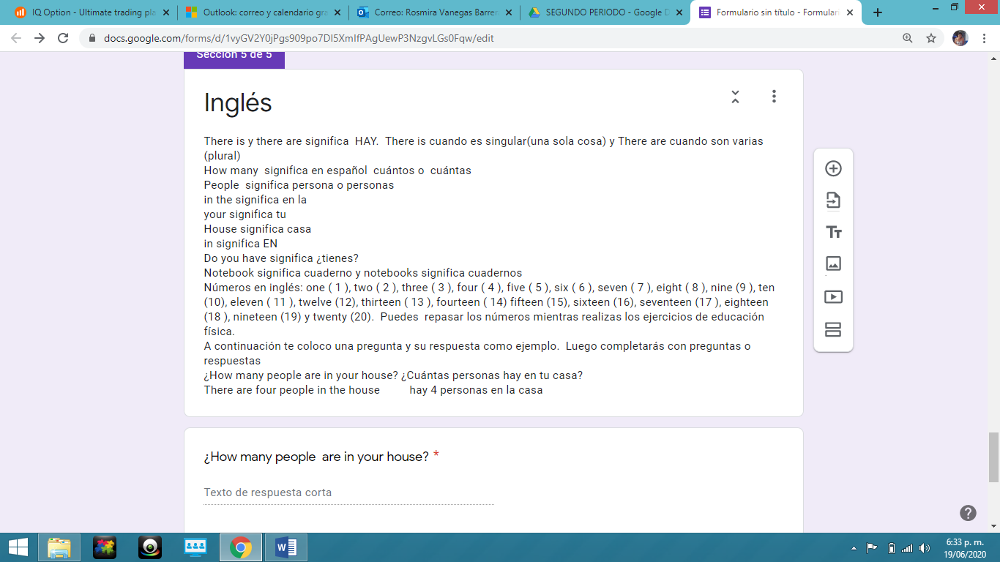 IQ Option - Ultimate trading pla
Outlook: correo y calendario gra
Correo: Rosmira Vanegas Barrer
SEGUNDO PERIODO - Google D
Formulario sin título - Formular
docs.google.com/forms/d/1vyGV2Y0jPgs909po7DI5XmIfPAgUewP3NzgvLGs0Fqw/edit
Sección 5 de 5
Inglés
There is y there are significa HAY. There is cuando es singular(una sola cosa) y There are cuando son varias
(plural)
How many significa en español cuántos o cuántas
People significa persona o personas
in the significa en la
your significa tu
House significa casa
in significa EN
Do you have significa ¿tienes?
Notebook significa cuaderno y notebooks significa cuadernos
Números en inglés: one ( 1 ), two ( 2 ), three ( 3 ), four ( 4 ), five ( 5 ), six ( 6 ), seven ( 7 ), eight ( 8 ), nine (9 ), ten
(10), eleven ( 11 ), twelve (12), thirteen ( 13 ), fourteen ( 14) fifteen (15), sixteen (16), seventeen (17 ), eighteen
(18 ), nineteen (19) y twenty (20). Puedes repasar los números mientras realizas los ejercicios de educación
física.
A continuación te coloco una pregunta y su respuesta como ejemplo. Luego completarás con preguntas o
respuestas
¿How many people are in your house? ¿Cuántas personas hay en tu casa?
There are four people in the house hay 4 personas en la casa
¿How many people are in your house? *
Texto de respuesta corta
6:33 p. m.
19/06/2020